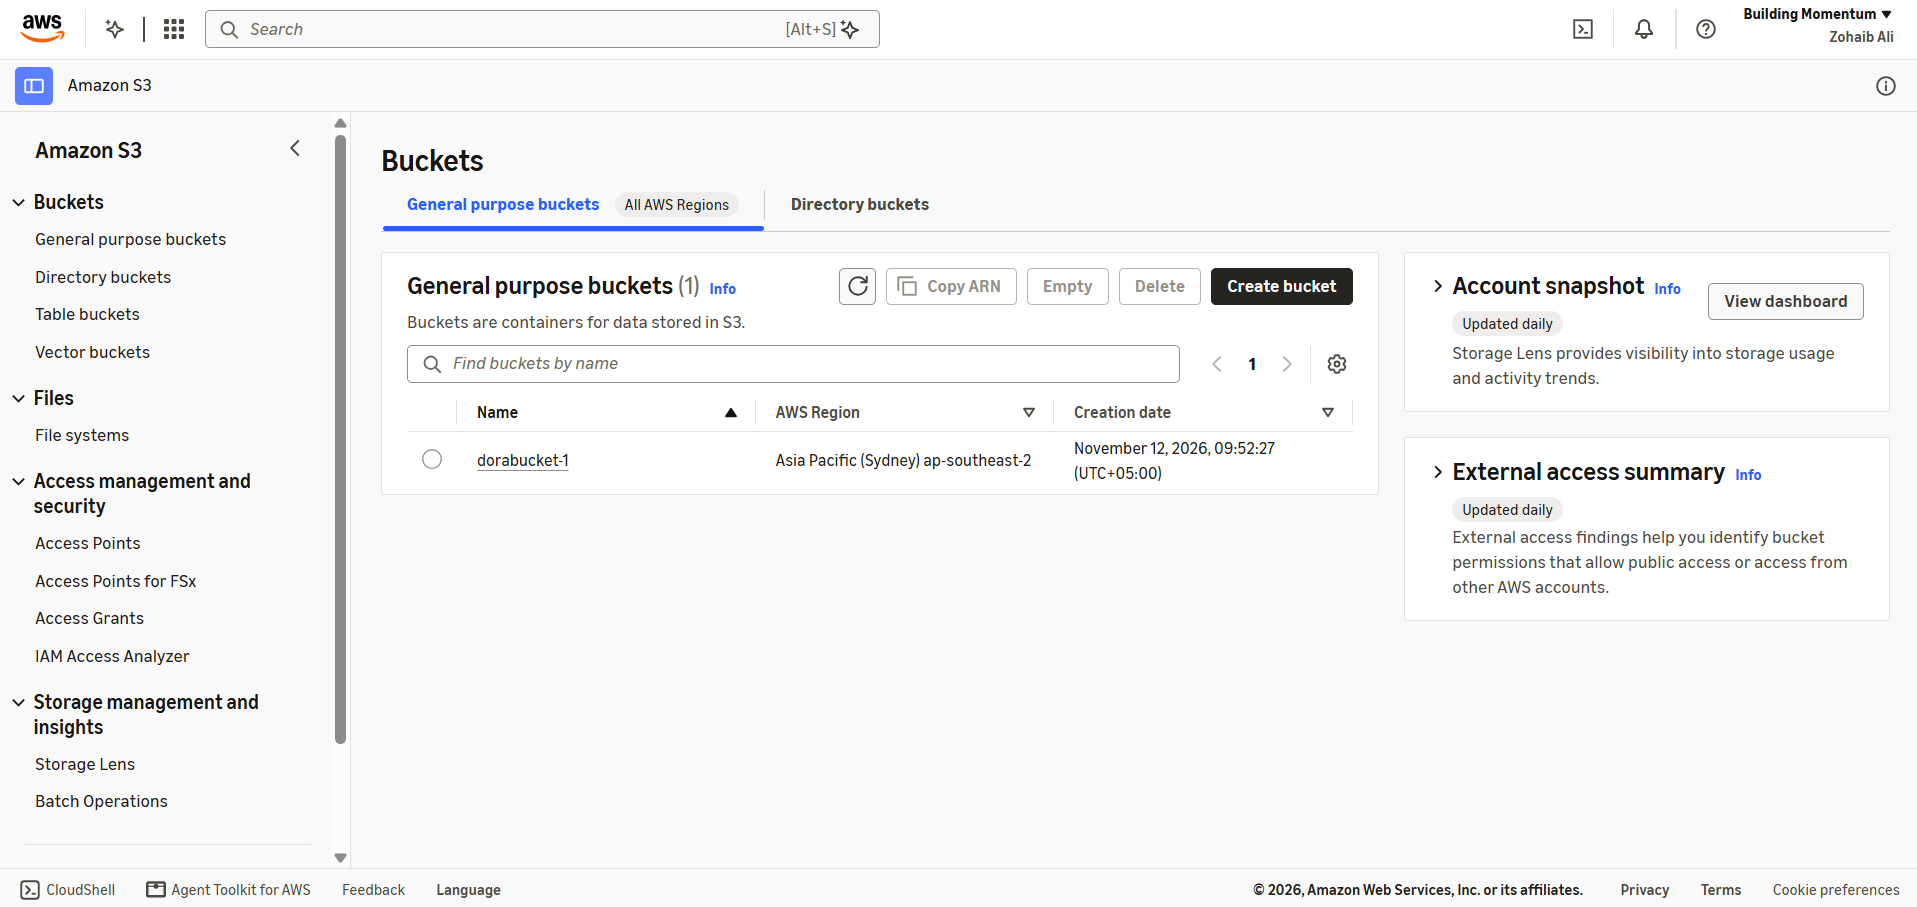 aws
Search [Alt+S]
Building Momentum
Zohaib Ali
Amazon S3
Amazon S3
Buckets
General purpose buckets
Directory buckets
Table buckets
Vector buckets
Files
File systems
Access management and
security
Access Points
Access Points for FSx
Access Grants
IAM Access Analyzer
Storage management and
insights
Storage Lens
Batch Operations
Buckets
General purpose buckets All AWS Regions Directory buckets
General purpose buckets (1) Info
Copy ARN Empty Delete Create bucket
Buckets are containers for data stored in S3.
Find buckets by name
1
Name AWS Region Creation date
dorabucket-1 Asia Pacific (Sydney) ap-southeast-2 November 12, 2026, 09:52:27
(UTC+05:00)
Account snapshot Info
View dashboard
Updated daily
Storage Lens provides visibility into storage usage
and activity trends.
External access summary Info
Updated daily
External access findings help you identify bucket
permissions that allow public access or access from
other AWS accounts.
CloudShell Agent Toolkit for AWS Feedback Language
© 2026, Amazon Web Services, Inc. or its affiliates. Privacy Terms Cookie preferences